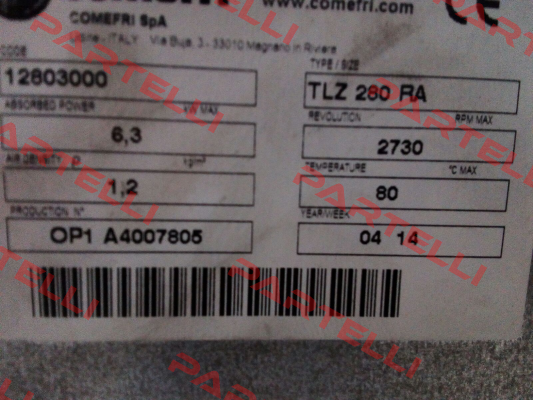 www.comefri.com
COMEFRI SpA
ITALY Via Buja, 3 - 33010 Magnano in Riviera
CODE
12803000
TYPE / SIZE
TLZ 280 RA
ABSORBED POWER kW MAX
6,3
REVOLUTION RPM MAX
2730
AIR DENSITY ρ kg/m³
1,2
TEMPERATURE °C MAX
80
PRODUCTION N°
OP1 A4007805
YEAR/WEEK
04 14
PARTELLI
PARTELLI
PARTELLI
PARTELLI
PARTELLI
PARTELLI